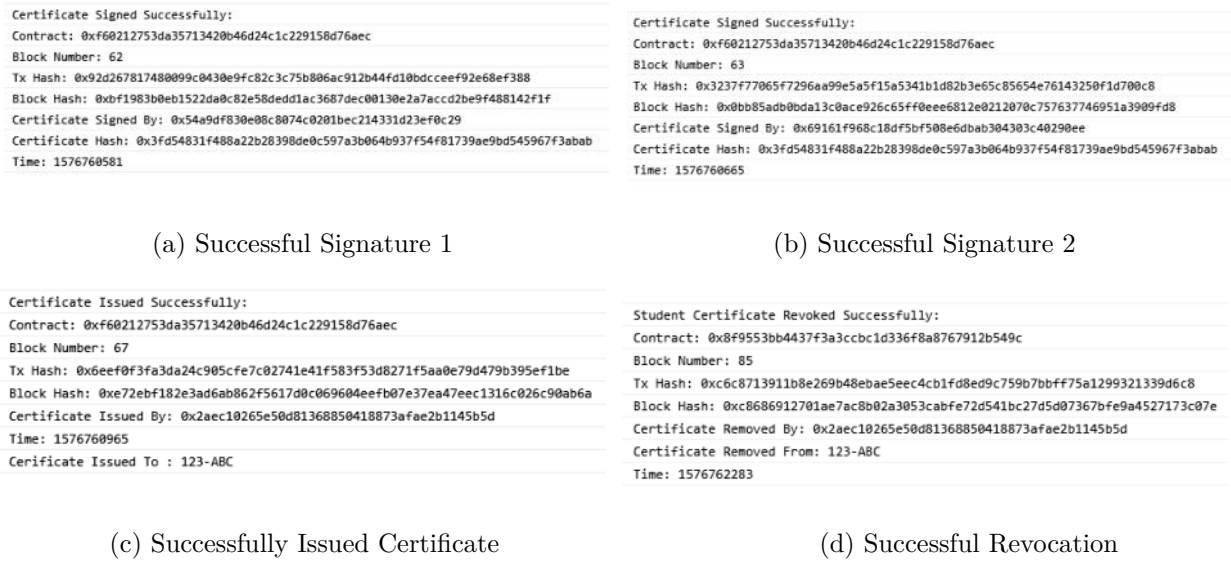 Certificate Signed Successfully:
Contract: 0xf60212753da35713420b46d24c1c229158d76aec
Block Number: 62
Tx Hash: 0x92d267817480099c0430e9fc82c3c75b806ac912b44fd10bdcceef92e68ef388
Block Hash: 0xbf1983b0eb1522da0c82e58dedd1ac3687dec00130e2a7accd2be9f488142f1f
Certificate Signed By: 0x54a9df830e08c8074c0201bec214331d23ef0c29
Certificate Hash: 0x3fd54831f488a22b28398de0c597a3b064b937f54f81739ae9bd545967f3abab
Time: 1576760581
(a) Successful Signature 1
Certificate Signed Successfully:
Contract: 0xf60212753da35713420b46d24c1c229158d76aec
Block Number: 63
Tx Hash: 0x3237f77065f7296aa99e5a5f15a5341b1d82b3e65c85654e76143250f1d700c8
Block Hash: 0x0bb85adb0bda13c0ace926c65ff0eee6812e0212070c757637746951a3909fd8
Certificate Signed By: 0x69161f968c18df5bf508e6dbab304303c40290ee
Certificate Hash: 0x3fd54831f488a22b28398de0c597a3b064b937f54f81739ae9bd545967f3abab
Time: 1576760665
(b) Successful Signature 2
Certificate Issued Successfully:
Contract: 0xf60212753da35713420b46d24c1c229158d76aec
Block Number: 67
Tx Hash: 0x6eef0f3fa3da24c905cfe7c02741e41f583f53d8271f5aa0e79d479b395ef1be
Block Hash: 0xe72ebf182e3ad6ab862f5617d0c069604eefb07e37ea47eec1316c026c90ab6a
Certificate Issued By: 0x2aec10265e50d81368850418873afae2b1145b5d
Time: 1576760965
Cerificate Issued To : 123-ABC
(c) Successfully Issued Certificate
Student Certificate Revoked Successfully:
Contract: 0x8f9553bb4437f3a3ccbc1d336f8a8767912b549c
Block Number: 85
Tx Hash: 0xc6c8713911b8e269b48ebae5eec4cb1fd8ed9c759b7bbff75a1299321339d6c8
Block Hash: 0xc8686912701ae7ac8b02a3053cabfe72d541bc27d5d07367bfe9a4527173c07e
Certificate Removed By: 0x2aec10265e50d81368850418873afae2b1145b5d
Certificate Removed From: 123-ABC
Time: 1576762283
(d) Successful Revocation